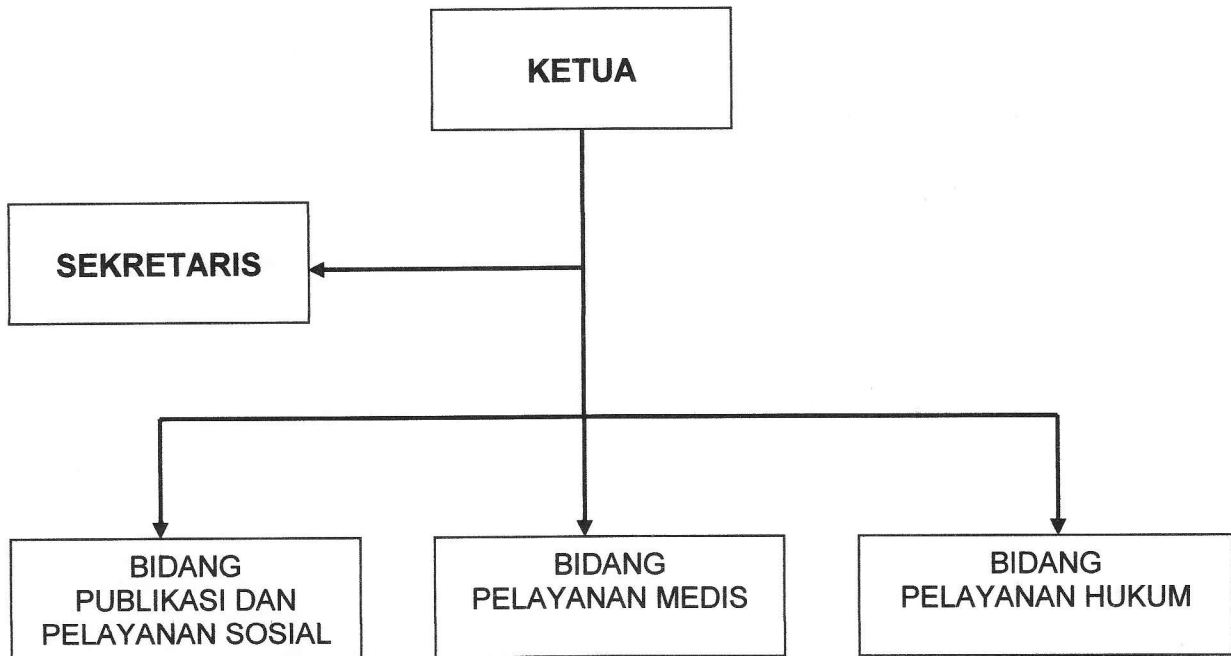 KETUA
SEKRETARIS
BIDANG
PUBLIKASI DAN
PELAYANAN SOSIAL
BIDANG
PELAYANAN MEDIS
BIDANG
PELAYANAN HUKUM